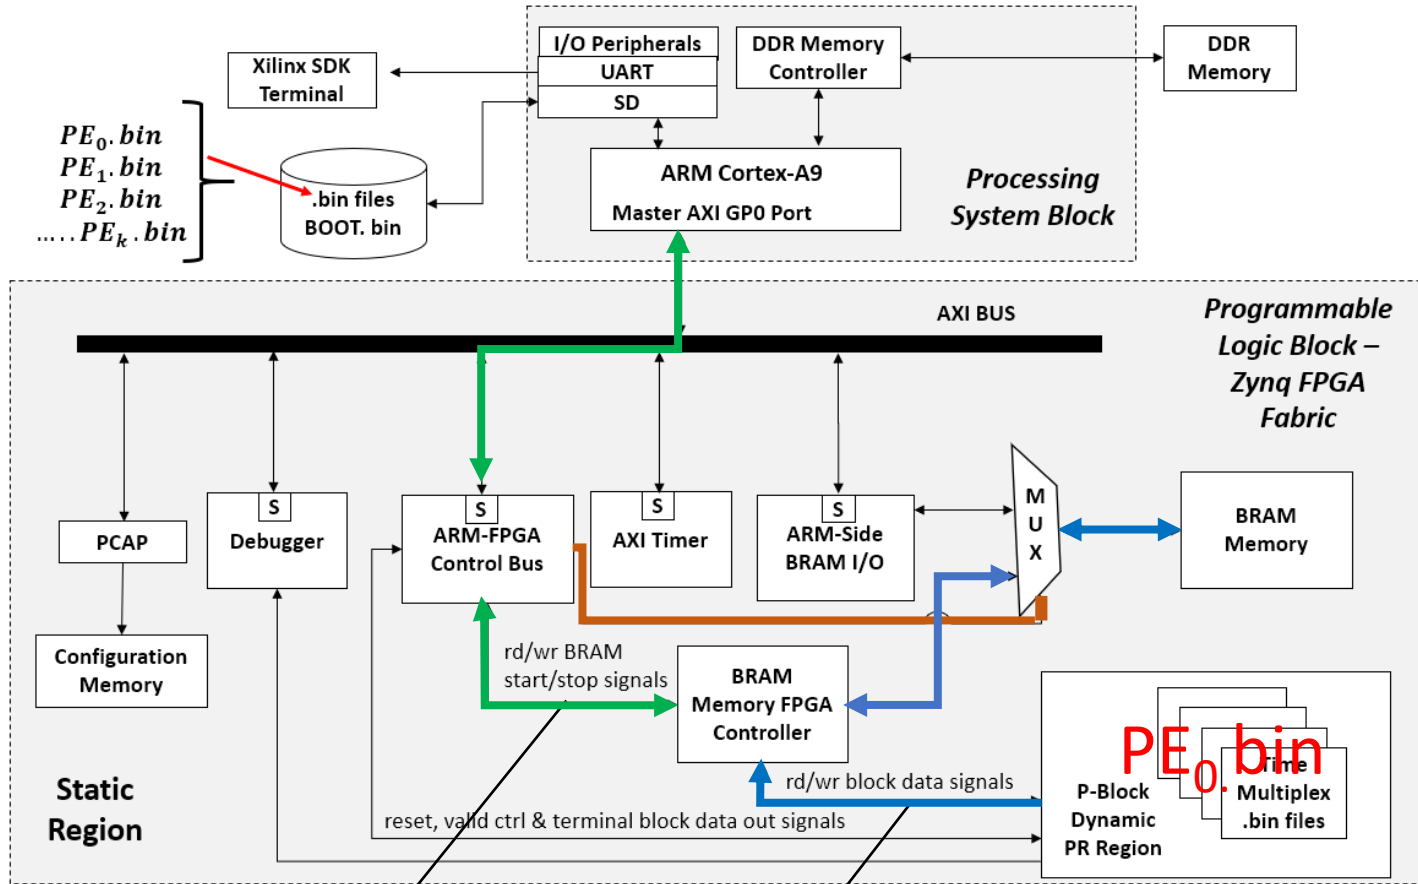 I/O Peripherals
UART
SD
DDR Memory
Controller
DDR
Memory
Xilinx SDK
Terminal
PE0.bin
PE1.bin
PE2.bin
.....PEk.bin
.bin files
BOOT. bin
ARM Cortex-A9
Master AXI GP0 Port
Processing
System Block
AXI BUS
Programmable
Logic Block –
Zynq FPGA
Fabric
PCAP
Configuration
Memory
S
Debugger
S
ARM-FPGA
Control Bus
S
AXI Timer
S
ARM-Side
BRAM I/O
M
U
X
BRAM
Memory
rd/wr BRAM
start/stop signals
BRAM
Memory FPGA
Controller
rd/wr block data signals
reset, valid ctrl & terminal block data out signals
Static
Region
PE0.bin
P-Block
Dynamic
PR Region
Time
Multiplex
.bin files